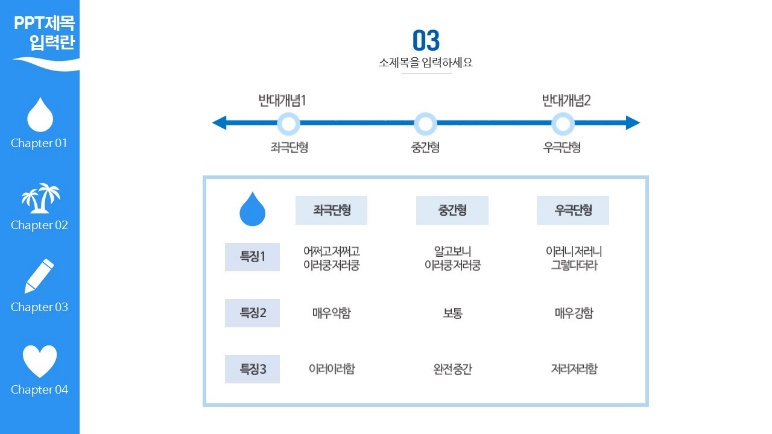 PPT제목
입력란
Chapter 01
Chapter 02
Chapter 03
Chapter 04
03
소제목을 입력하세요
반대개념1 반대개념2
좌극단형 중간형 우극단형
좌극단형 중간형 우극단형
특징1
어쩌고저쩌고
이러쿵저러쿵
알고보니
이러쿵저러쿵
이러니저러니
그렇다더라
특징2 매우약함 보통 매우강함
특징3 이러이러함 완전중간 저러저러함